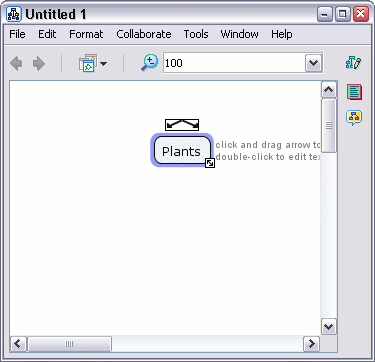 Untitled 1
File Edit Format Collaborate Tools Window Help
100
Plants
click and drag arrow to
double-click to edit tex